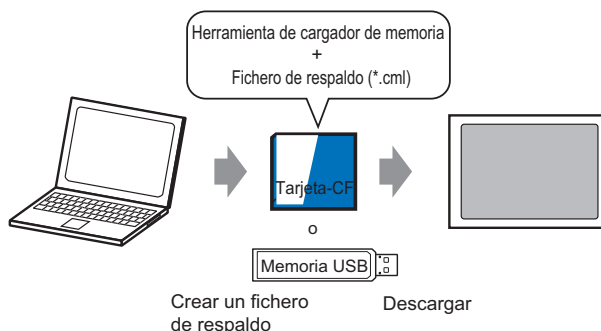 Herramienta de cargador de memoria
+
Fichero de respaldo (*.cml)
Tarjeta-CF
o
Memoria USB
Crear un fichero
de respaldo
Descargar